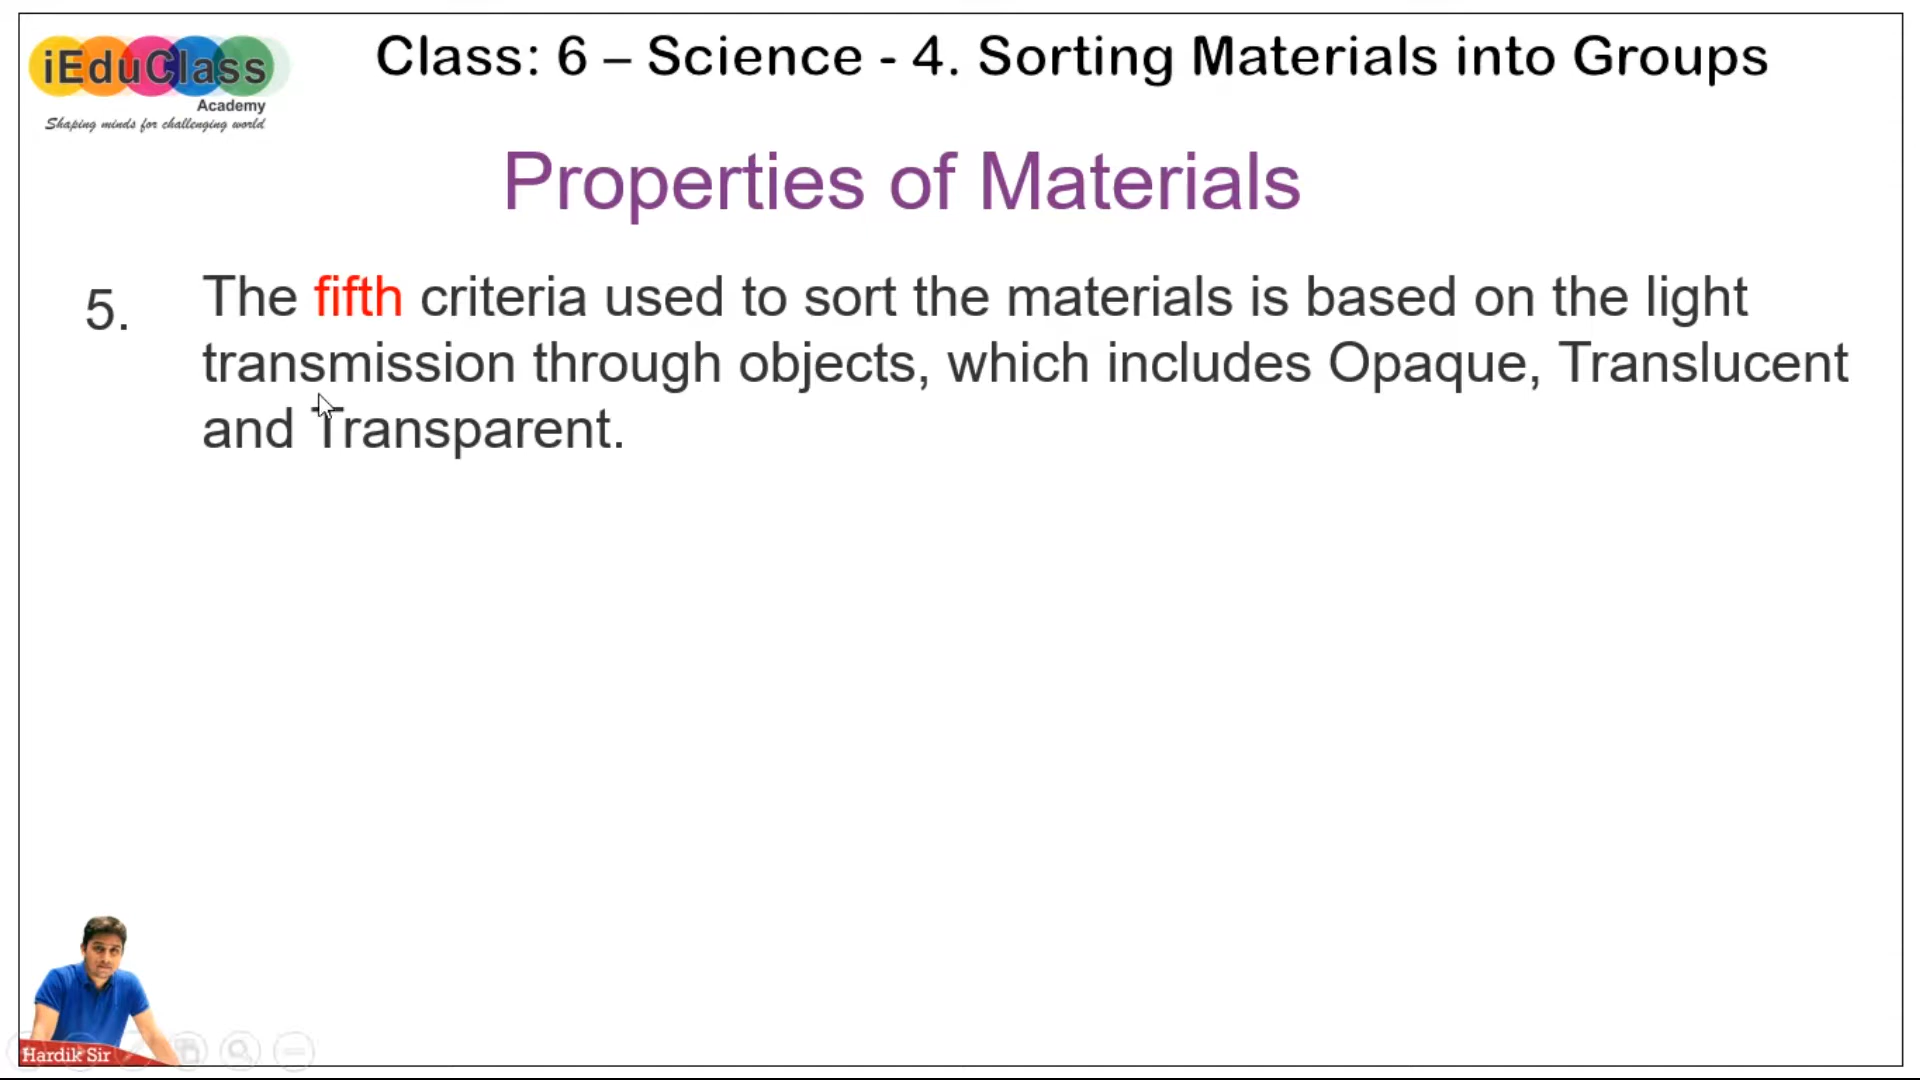 iEduClass
Academy
Shaping minds for challenging world
Class: 6 – Science - 4. Sorting Materials into Groups
Properties of Materials
5. The fifth criteria used to sort the materials is based on the light
transmission through objects, which includes Opaque, Translucent
and Transparent.
Hardik Sir